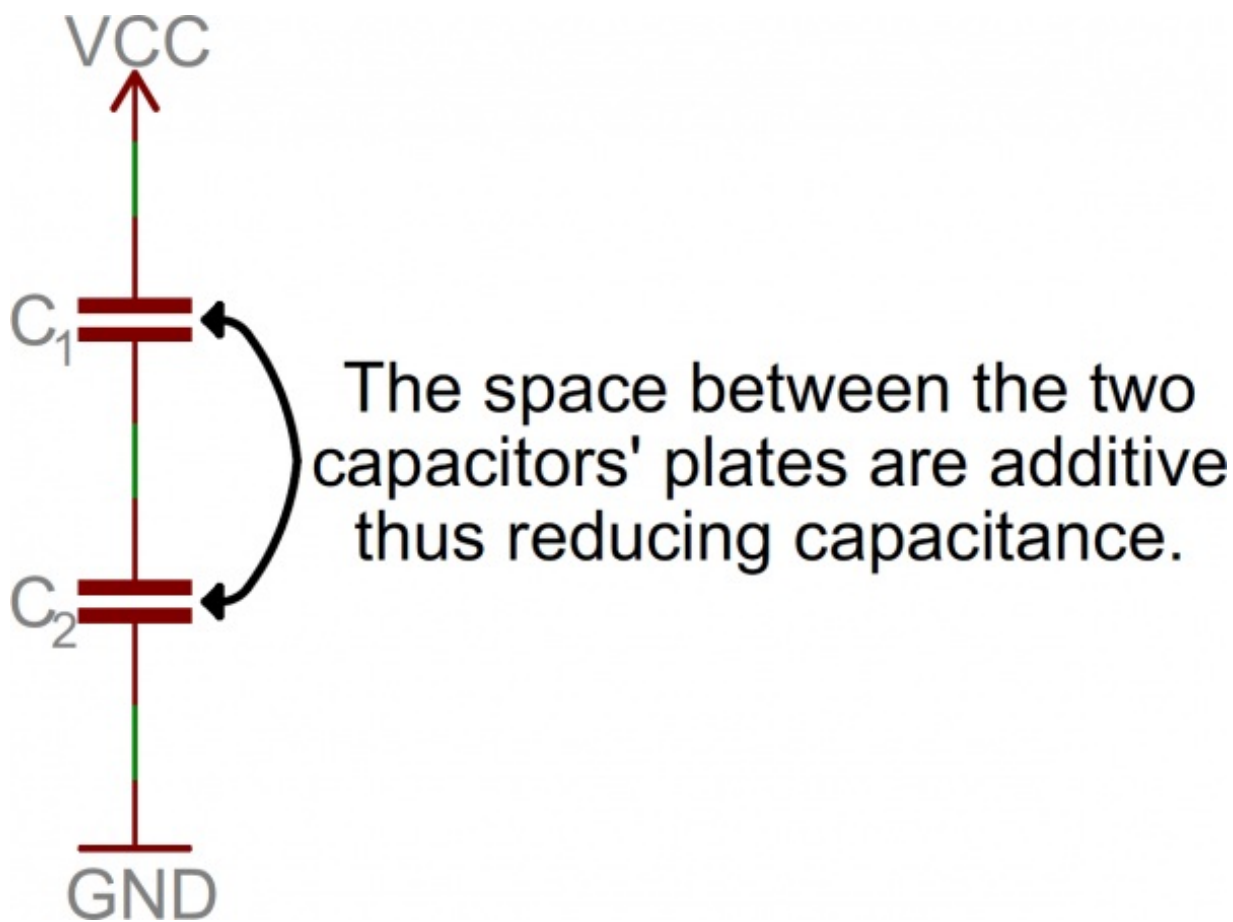 VCC
C1
The space between the two
capacitors' plates are additive
thus reducing capacitance.
C2
GND